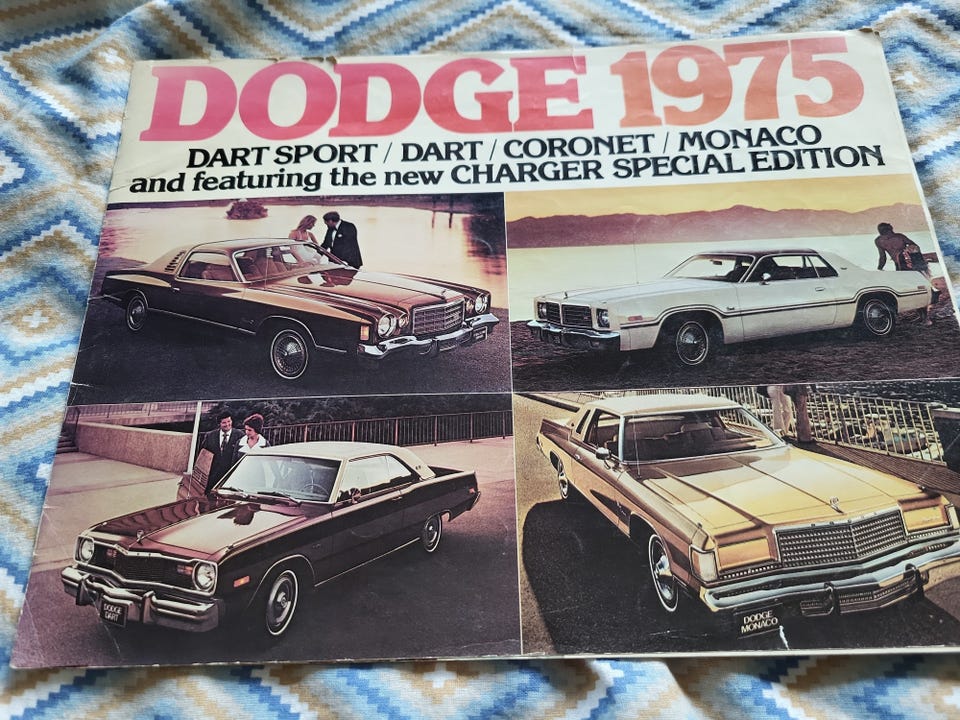 DODGE 1975
DART SPORT / DART / CORONET / MONACO
and featuring the new CHARGER SPECIAL EDITION
DODGE
DART
DODGE
MONACO